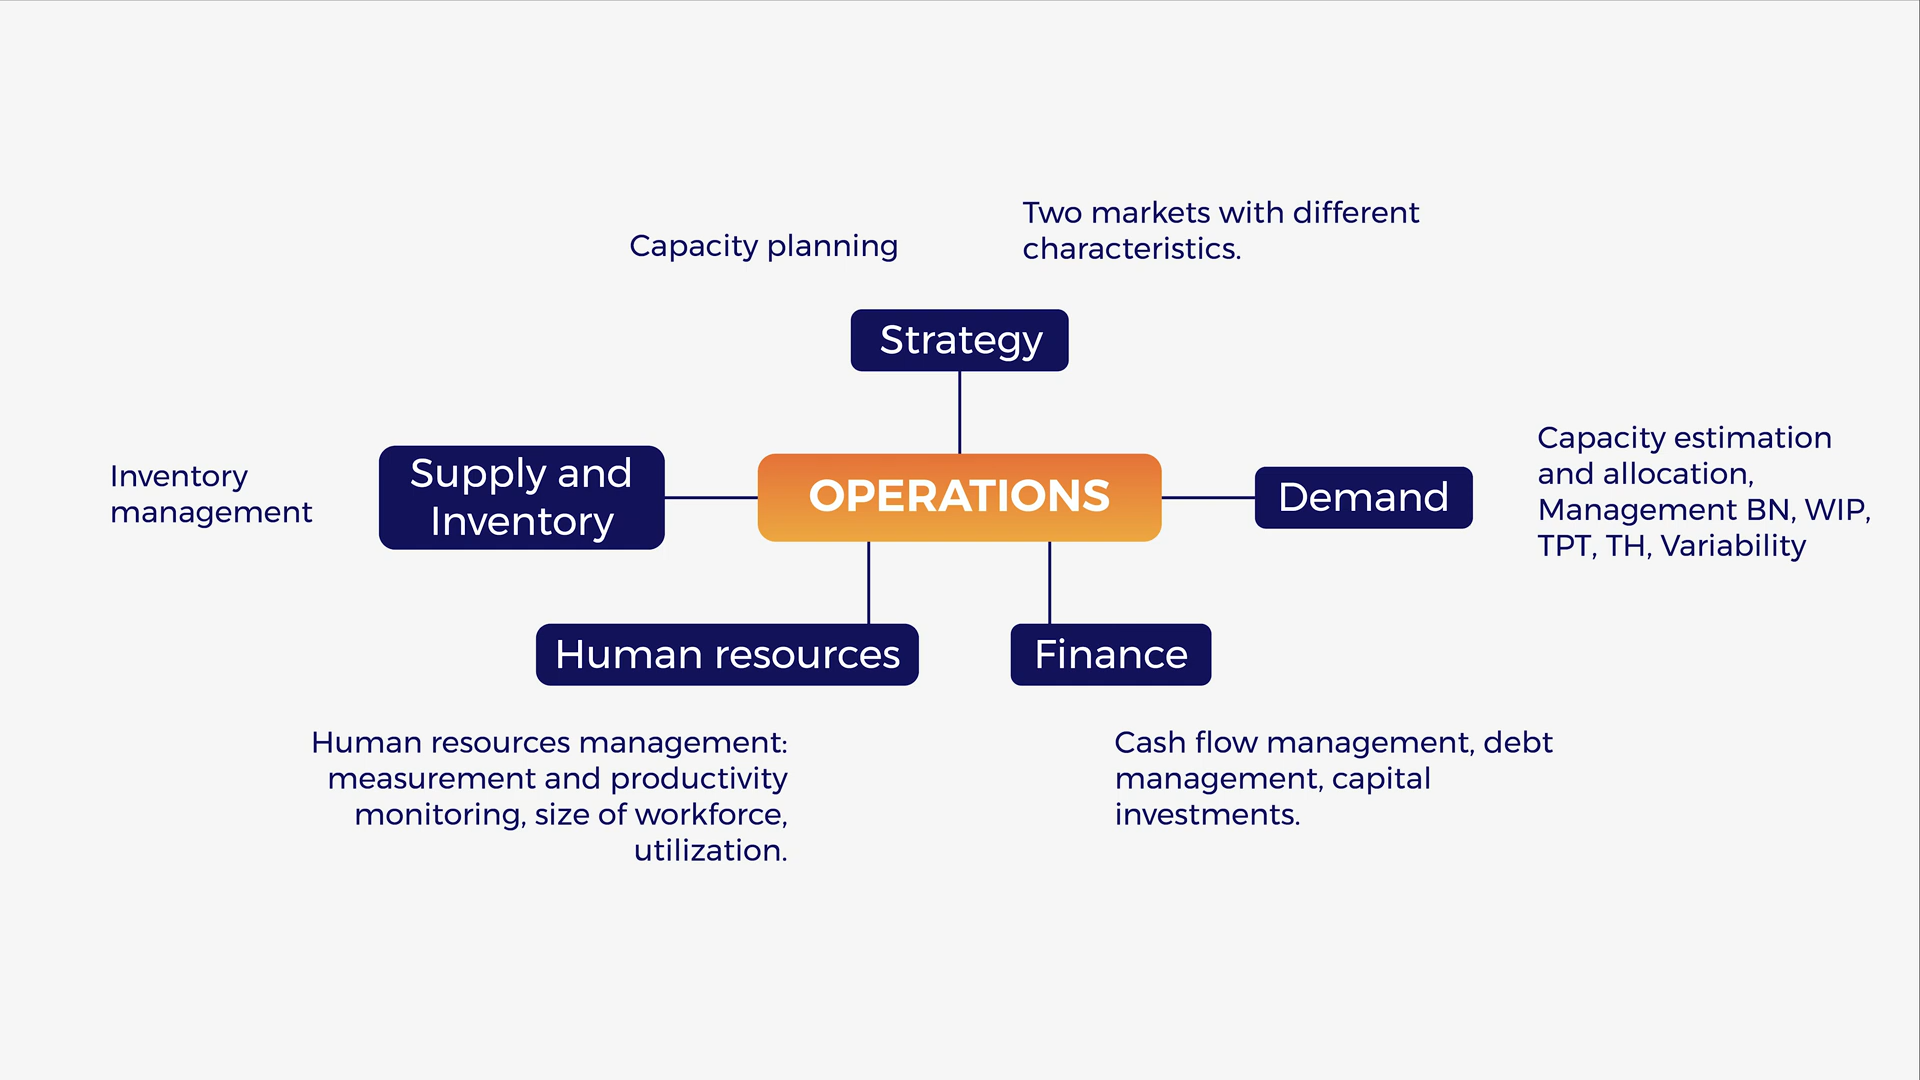 Two markets with different
characteristics.
Capacity planning
Strategy
Inventory
management
Supply and
Inventory
OPERATIONS
Demand
Capacity estimation
and allocation,
Management BN, WIP,
TPT, TH, Variability
Human resources
Finance
Human resources management:
measurement and productivity
monitoring, size of workforce,
utilization.
Cash flow management, debt
management, capital
investments.